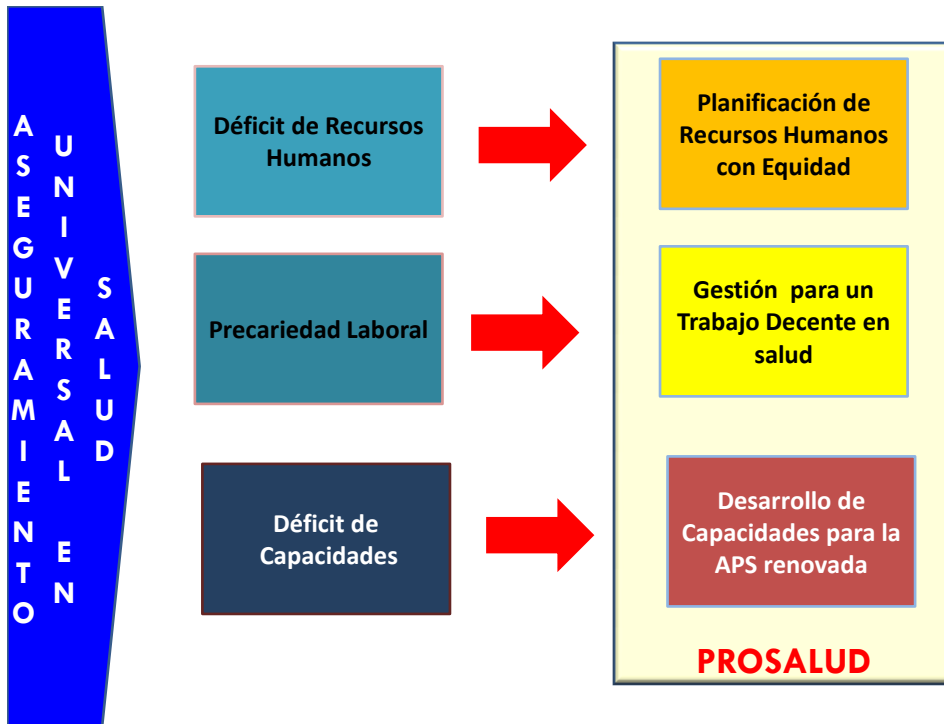 ASEGURAMIENTO
UNIVERSAL EN
SALUD
Déficit de Recursos
Humanos
Planificación de
Recursos Humanos
con Equidad
Precariedad Laboral
Gestión para un
Trabajo Decente en
salud
Déficit de
Capacidades
Desarrollo de
Capacidades para la
APS renovada
PROSALUD